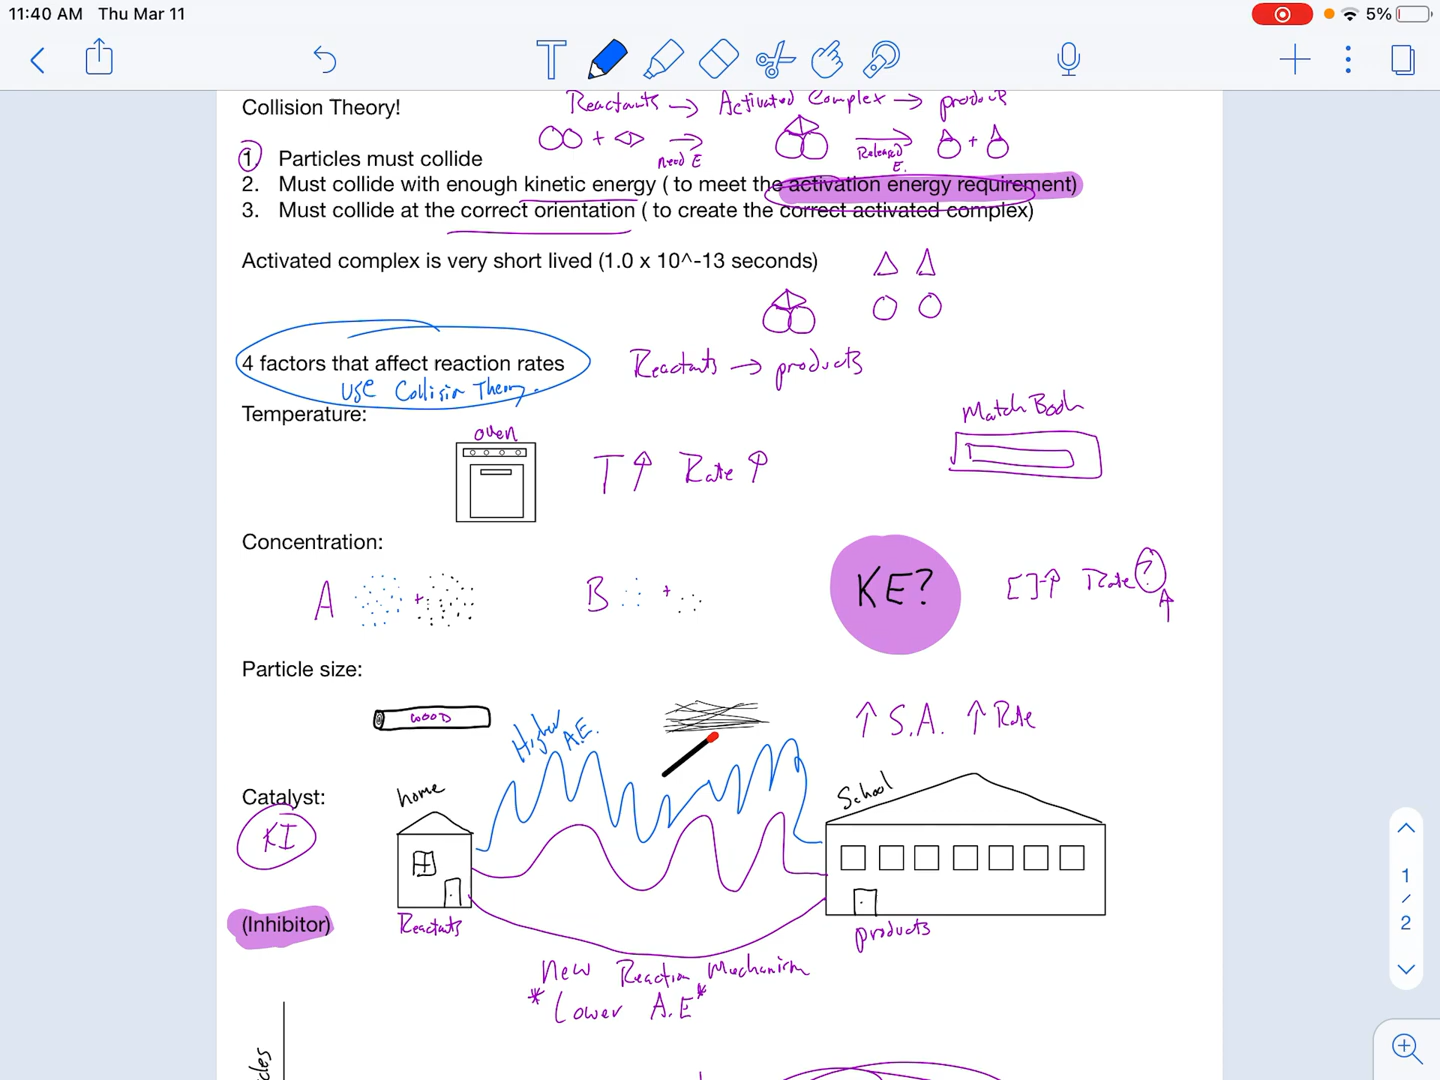 11:40 AM Thu Mar 11
5%
T
Collision Theory!
Reactants → Activated Complex → product
+ need E Released E. +
1. Particles must collide
2. Must collide with enough kinetic energy ( to meet the activation energy requirement)
3. Must collide at the correct orientation ( to create the correct activated complex)
Activated complex is very short lived (1.0 x 10^-13 seconds)
4 factors that affect reaction rates
Reactants → products
Use Collision Theory.
Temperature:
Match Book
oven
T↑ Rate ↑
Concentration:
A + B + KE? [ ]↑ Rate ? ↑
Particle size:
WOOD
↑ S.A. ↑ Rate
Higher A.E.
Catalyst:
home
School
KI
(Inhibitor)
Reactants
products
New Reaction Mechanism
*Lower A.E*
1
/
2